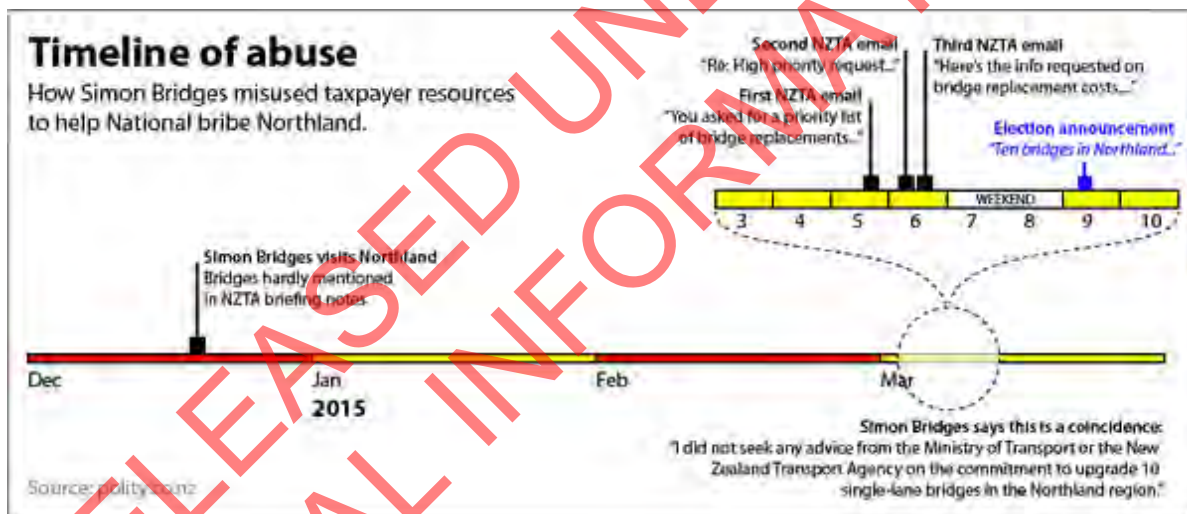 Timeline of abuse
How Simon Bridges misused taxpayer resources
to help National bribe Northland.
Second NZTA email
"Re: High priority request..."
First NZTA email
"You asked for a priority list
of bridge replacements..."
Third NZTA email
"Here's the info requested on
bridge replacement costs...."
Election announcement
"Ten bridges in Northland..."
WEEKEND
3 4 5 6 7 8 9 10
Simon Bridges visits Northland
Bridges hardly mentioned
in NZTA briefing notes
Dec Jan Feb Mar
2015
Simon Bridges says this is a coincidence:
"I did not seek any advice from the Ministry of Transport or the New
Zealand Transport Agency on the commitment to upgrade 10
single-lane bridges in the Northland region."
Source: polity.co.nz
ELEASED UN
AL INFORMA